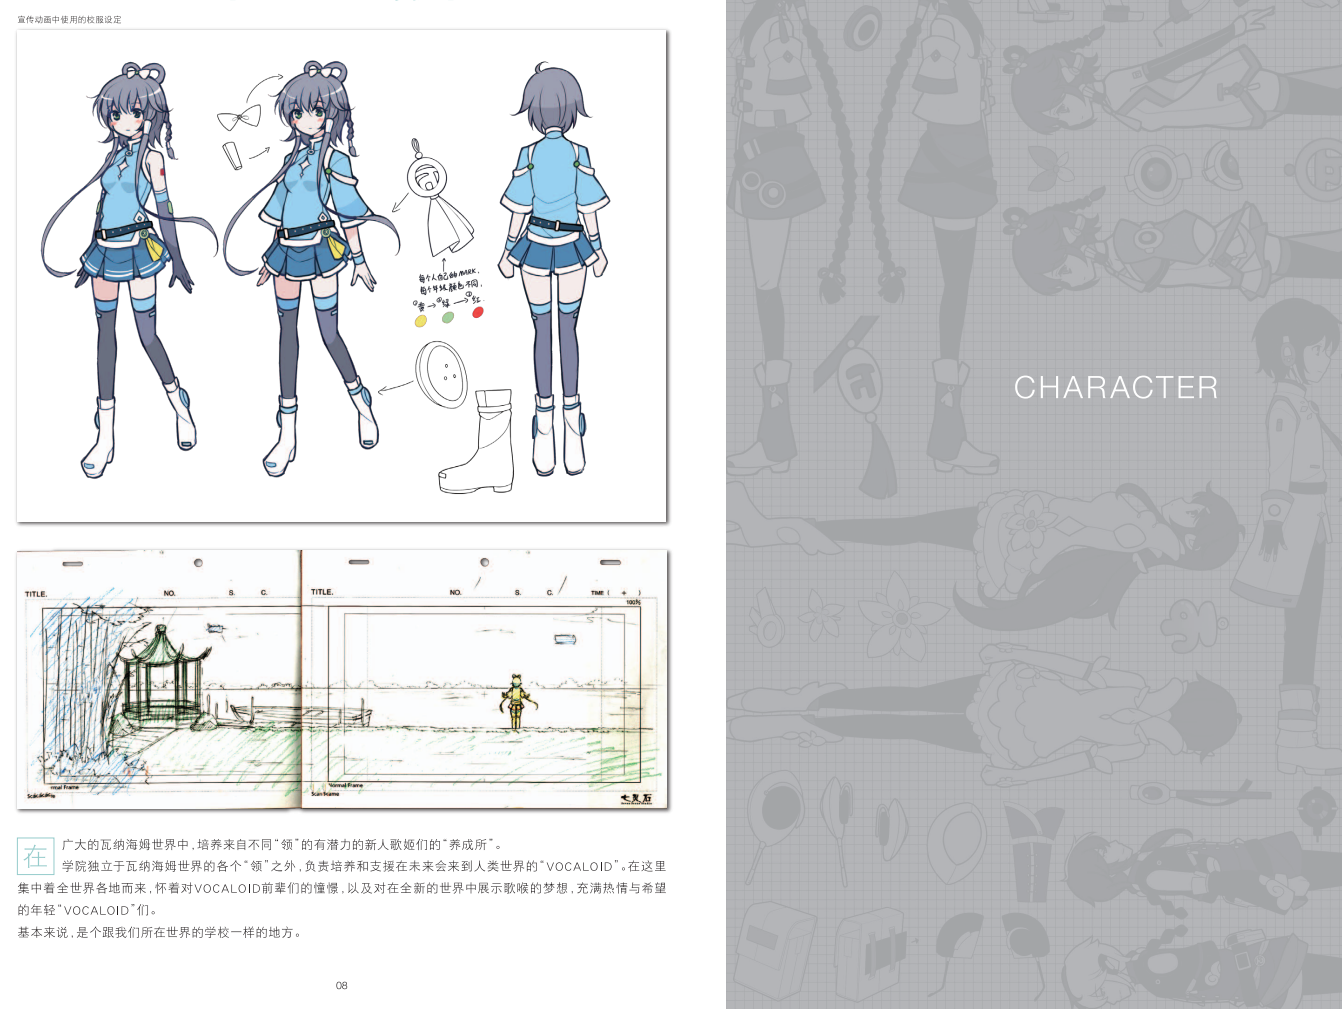 宣传动画中使用的校服设定
每个人自己的MARK.
每个年级颜色不同.
①黄→②绿→③红.
TITLE. NO. S. C. TITLE. NO. S. C. TIME ( + )
100%
Normal Frame
七灵石
在广大的瓦纳海姆世界中,培养来自不同“领”的有潜力的新人歌姬们的“养成所”。
学院独立于瓦纳海姆世界的各个“领”之外,负责培养和支援在未来会来到人类世界的“VOCALOID”。在这里
集中着全世界各地而来,怀着对VOCALOID前辈们的憧憬,以及对在全新的世界中展示歌喉的梦想,充满热情与希望
的年轻“VOCALOID”们。
基本来说,是个跟我们所在世界的学校一样的地方。
08
CHARACTER